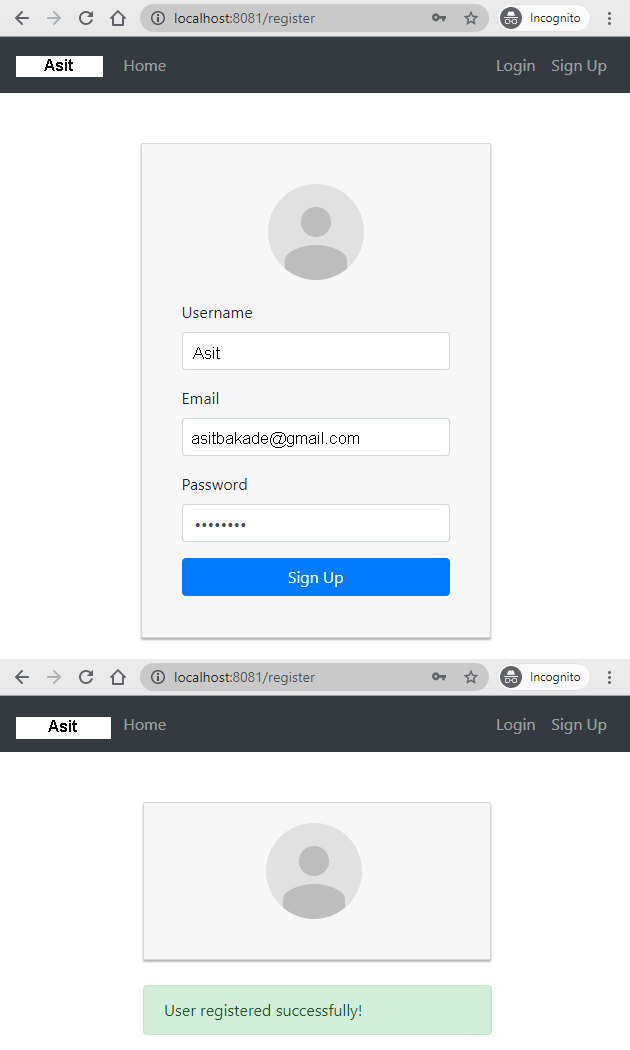 localhost:8081/register
Incognito
Asit
Home
Login
Sign Up
Username
Asit
Email
asitbakade@gmail.com
Password
••••••••
Sign Up
localhost:8081/register
Incognito
Asit
Home
Login
Sign Up
User registered successfully!